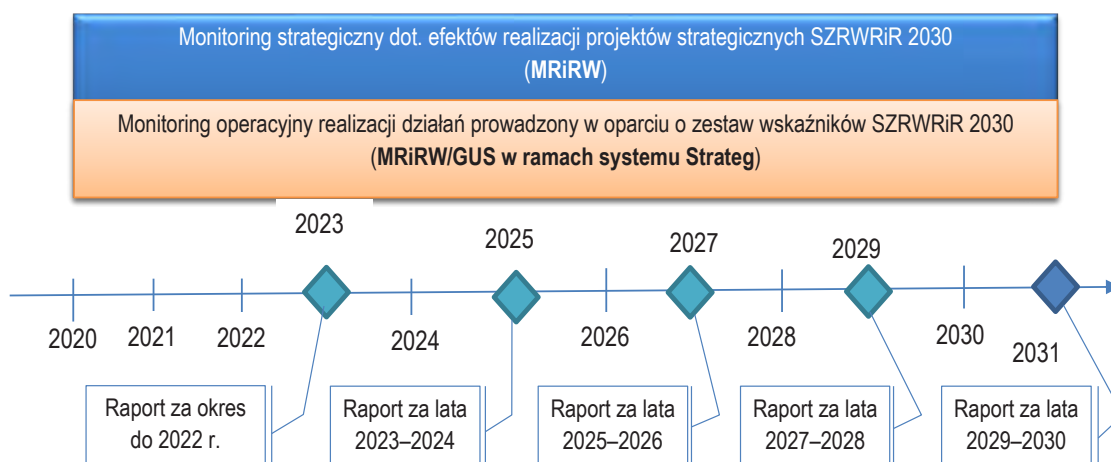 Monitoring strategiczny dot. efektów realizacji projektów strategicznych SZRWRiR 2030
(MRiRW)
Monitoring operacyjny realizacji działań prowadzony w oparciu o zestaw wskaźników SZRWRiR 2030
(MRiRW/GUS w ramach systemu Strateg)
2023
2025
2027
2029
2020
2021
2022
2024
2026
2028
2030
2031
Raport za okres
do 2022 r.
Raport za lata
2023–2024
Raport za lata
2025–2026
Raport za lata
2027–2028
Raport za lata
2029–2030